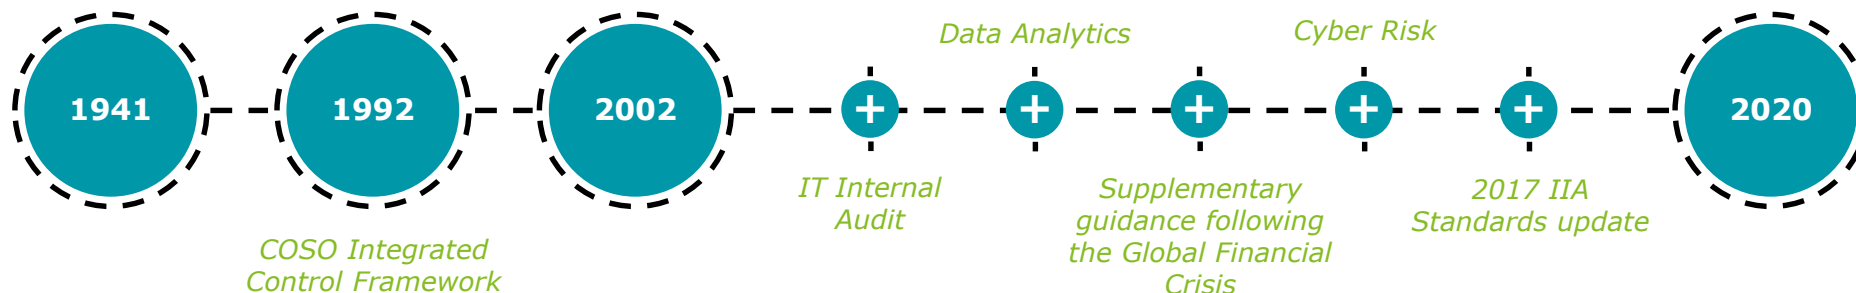 Data Analytics
Cyber Risk
1941
1992
2002
+
+
+
+
+
2020
IT Internal
Audit
Supplementary
guidance following
the Global Financial
Crisis
2017 IIA
Standards update
COSO Integrated
Control Framework